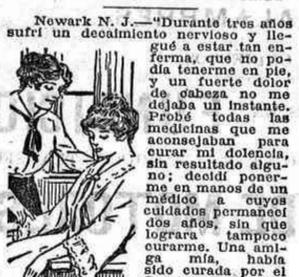 Newark N. J.—"Durante tres años
sufrí un decaimiento nervioso y lle-
gué a estar tan en-
ferma, que no po-
día tenerme en pie,
y un fuerte dolor
de cabeza no me
dejaba un instante.
Probé todas las
medicinas que me
aconsejaban para
curar mi dolencia,
sin resultado algu-
no; decidí poner-
me en manos de un
médico a cuyos
cuidados permanecí
dos años, sin que
lograra tampoco
curarme. Una ami-
ga mía, había
sido curada por el